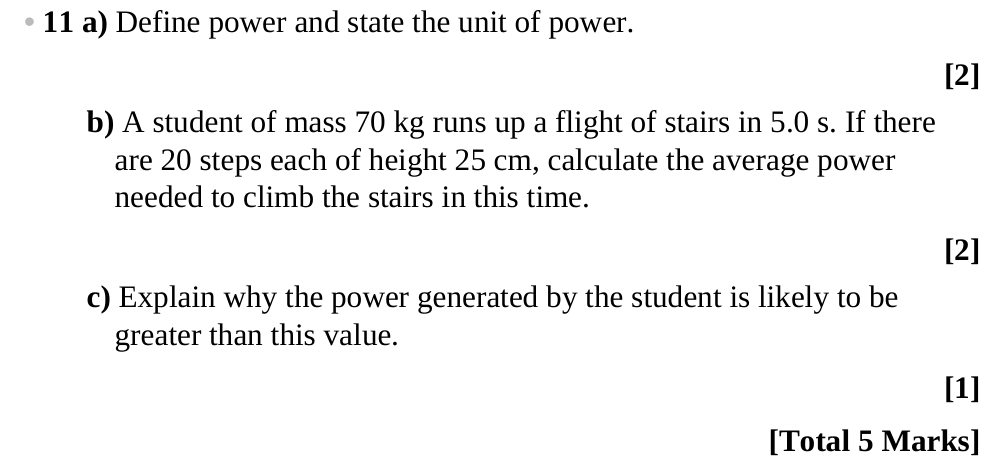 • 11 a) Define power and state the unit of power.
[2]
b) A student of mass 70 kg runs up a flight of stairs in 5.0 s. If there
are 20 steps each of height 25 cm, calculate the average power
needed to climb the stairs in this time.
[2]
c) Explain why the power generated by the student is likely to be
greater than this value.
[1]
[Total 5 Marks]